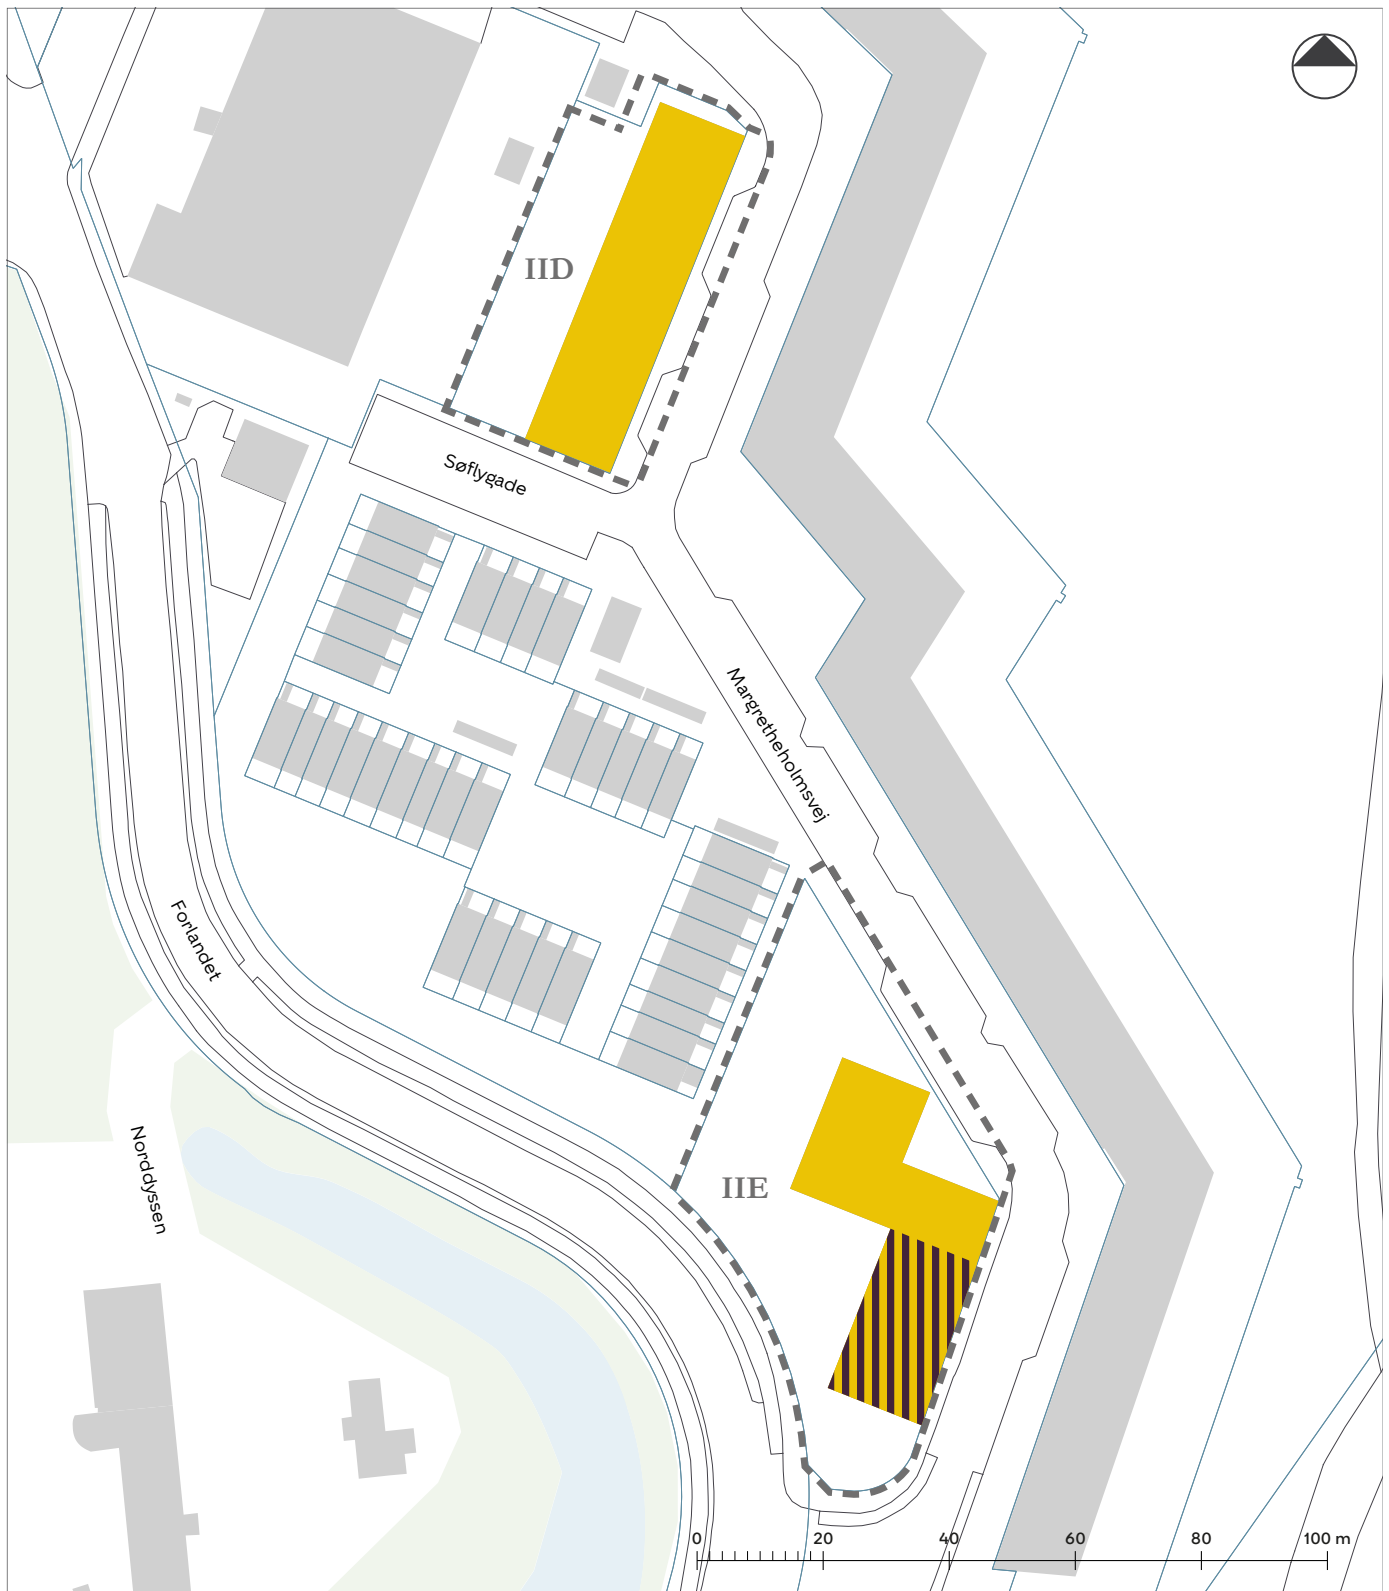 IID
Søflygade
Margretheholmsvej
Forlandet
Norddyssen
IIE
0 20 40 60 80 100 m